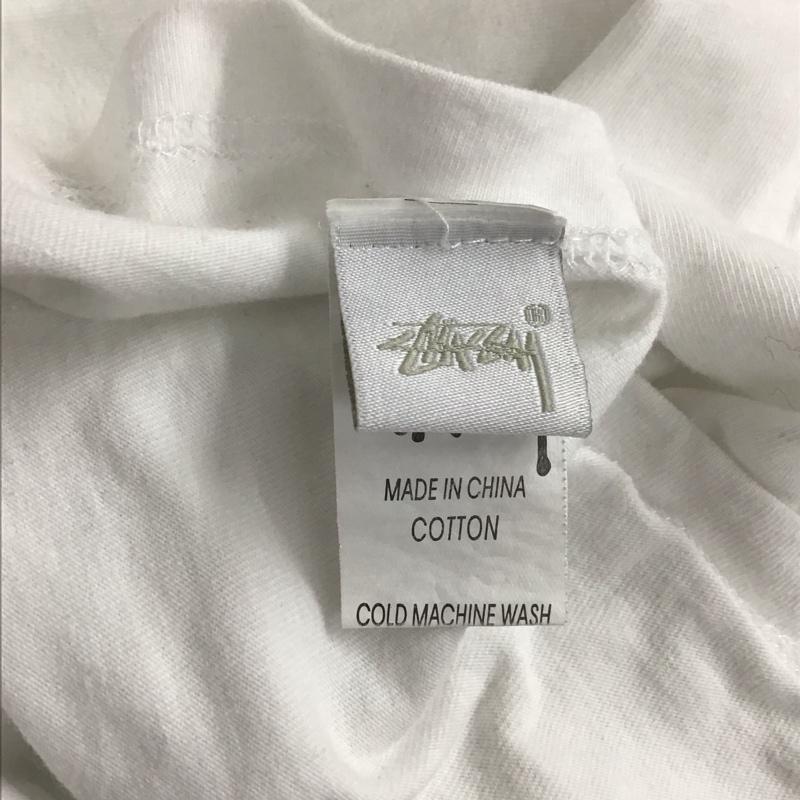 Stüssy ®
MADE IN CHINA
COTTON
COLD MACHINE WASH